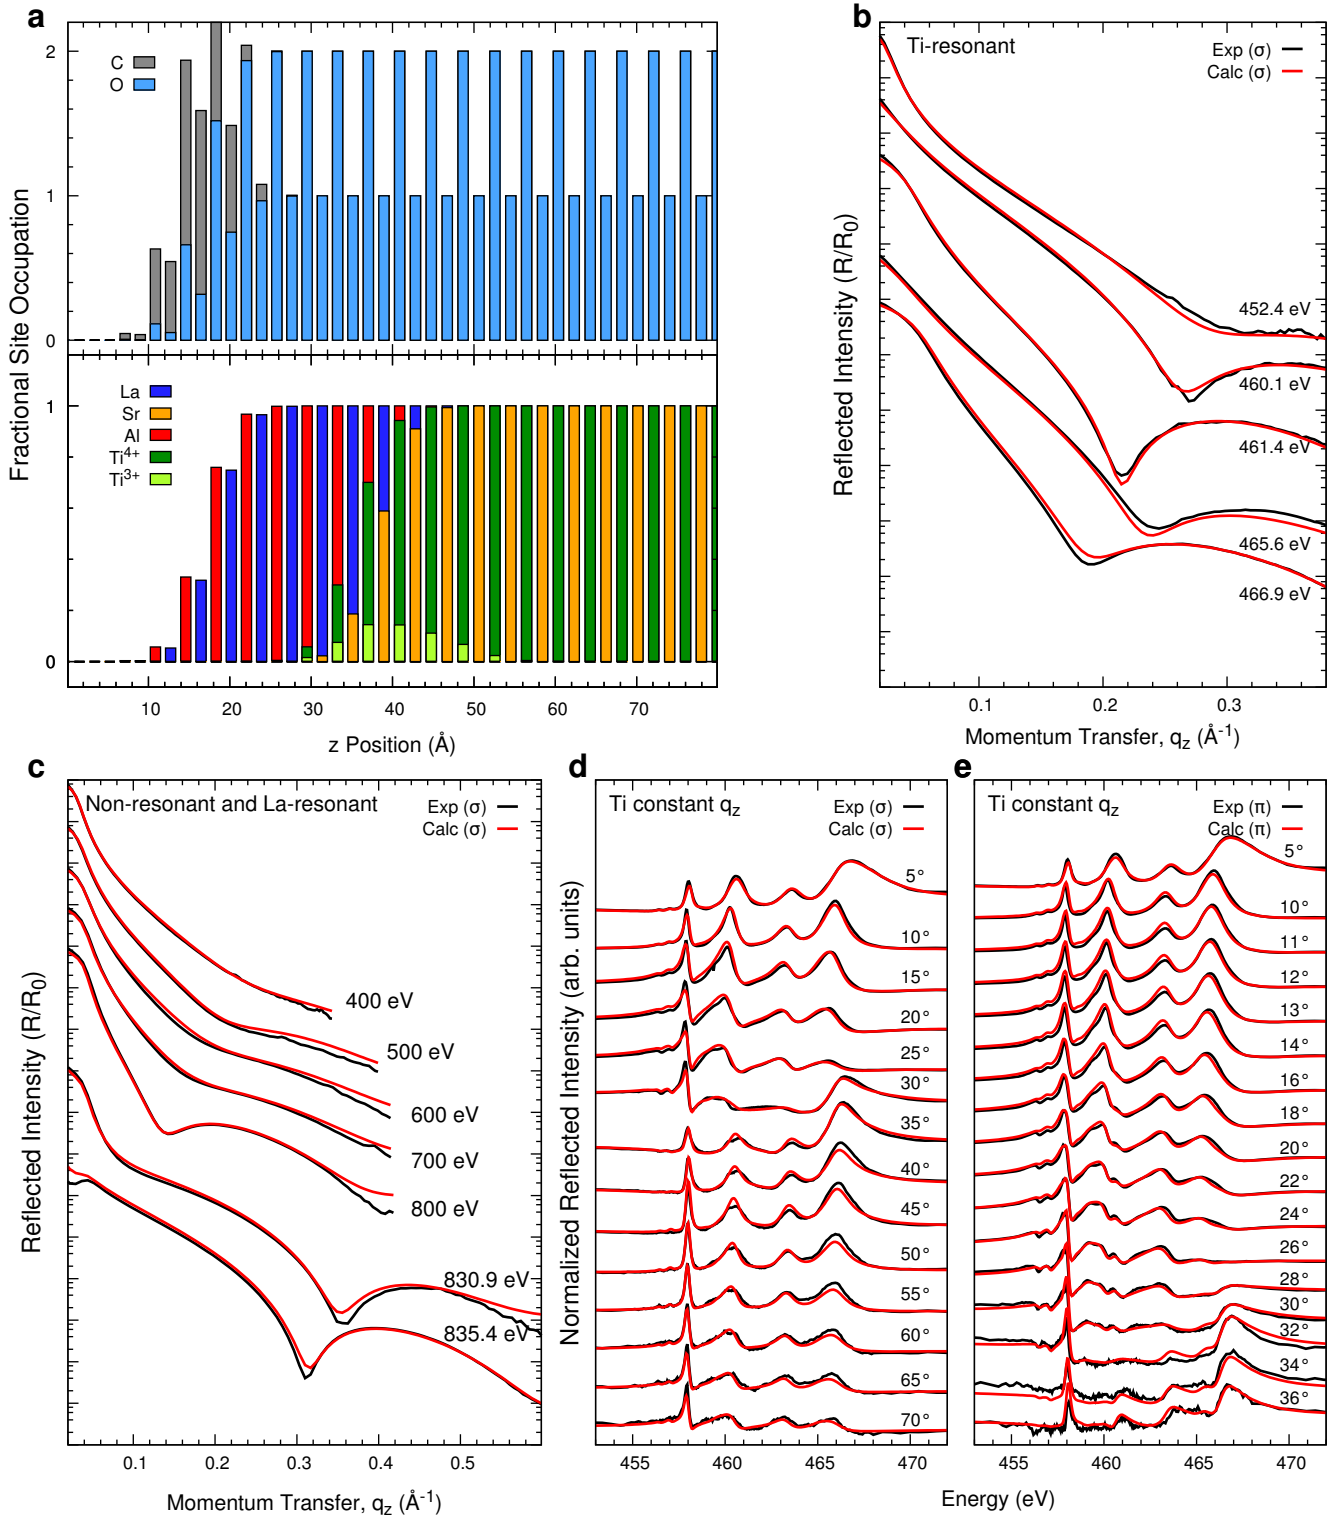 a
C
O
2
1
0
La
Sr
Al
Ti4+
Ti3+
1
0
Fractional Site Occupation
10 20 30 40 50 60 70
z Position (Å)
b
Ti-resonant
Exp (σ)
Calc (σ)
452.4 eV
460.1 eV
461.4 eV
465.6 eV
466.9 eV
Reflected Intensity (R/R0)
0.1 0.2 0.3
Momentum Transfer, qz (Å-1)
c
Non-resonant and La-resonant
Exp (σ)
Calc (σ)
400 eV
500 eV
600 eV
700 eV
800 eV
830.9 eV
835.4 eV
Reflected Intensity (R/R0)
0.1 0.2 0.3 0.4 0.5
Momentum Transfer, qz (Å-1)
d
Ti constant qz
Exp (σ)
Calc (σ)
5°
10°
15°
20°
25°
30°
35°
40°
45°
50°
55°
60°
65°
70°
Normalized Reflected Intensity (arb. units)
455 460 465 470
e
Ti constant qz
Exp (π)
Calc (π)
5°
10°
11°
12°
13°
14°
16°
18°
20°
22°
24°
26°
28°
30°
32°
34°
36°
455 460 465 470
Energy (eV)